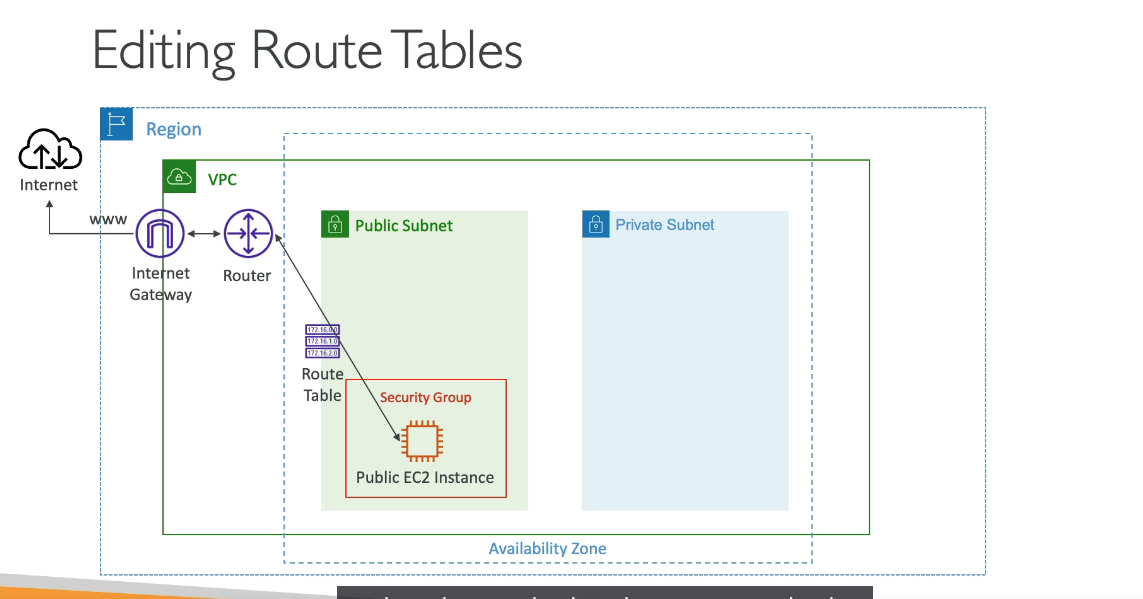 Editing Route Tables
Region
Internet
VPC
www
Internet
Gateway
Router
Public Subnet
Private Subnet
172.16.0.0
172.16.1.0
172.16.2.0
Route
Table
Security Group
Public EC2 Instance
Availability Zone